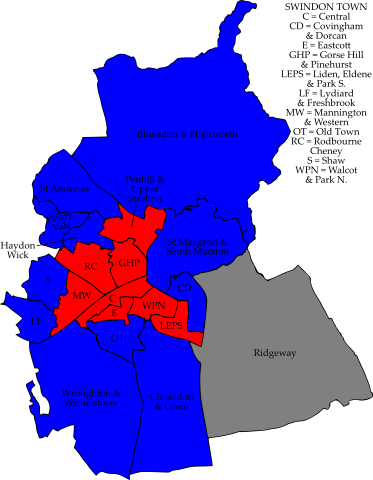 SWINDON TOWN
C = Central
CD = Covingham
& Dorcan
E = Eastcott
GHP = Gorse Hill
& Pinehurst
LEPS = Liden, Eldene
& Park S.
LF = Lydiard
& Freshbrook
MW = Mannington
& Western
OT = Old Town
RC = Rodbourne
Cheney
S = Shaw
WPN = Walcot
& Park N.
Blunsdon & Highworth
Penhill &
Upper
Stratton
St Andrews
Haydon
Wick
St Margaret &
South Marston
RC
GHP
S
CD
MW
C
WPN
E
LF
LEPS
OT
Ridgeway
Wroughton &
Wichelstowe
Chiseldon
& Lawn